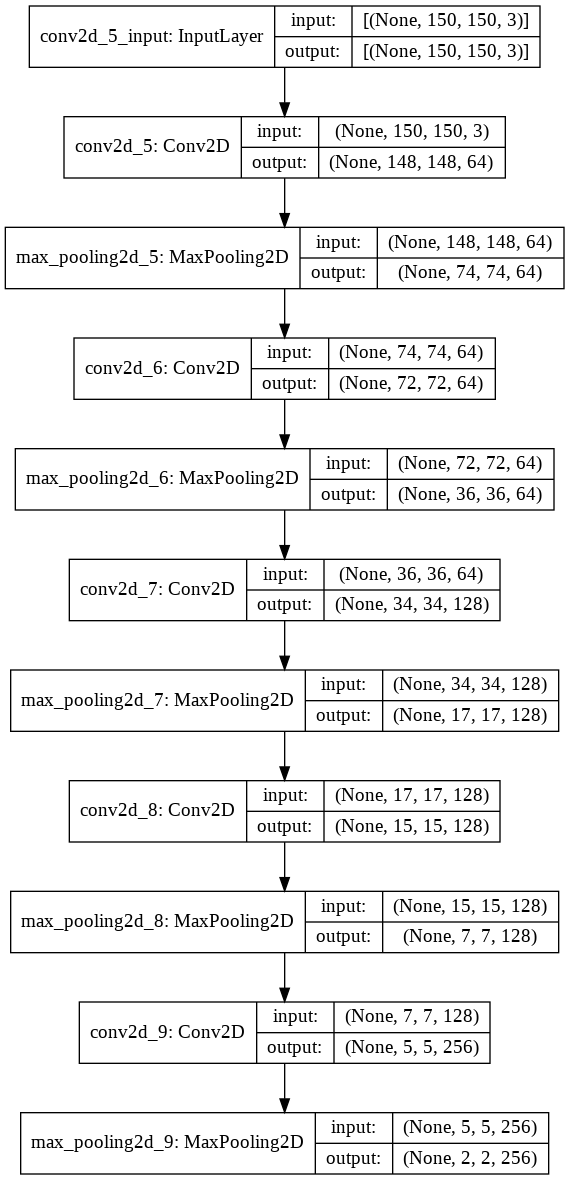 conv2d_5_input: InputLayer
input: [(None, 150, 150, 3)]
output: [(None, 150, 150, 3)]
conv2d_5: Conv2D
input: (None, 150, 150, 3)
output: (None, 148, 148, 64)
max_pooling2d_5: MaxPooling2D
input: (None, 148, 148, 64)
output: (None, 74, 74, 64)
conv2d_6: Conv2D
input: (None, 74, 74, 64)
output: (None, 72, 72, 64)
max_pooling2d_6: MaxPooling2D
input: (None, 72, 72, 64)
output: (None, 36, 36, 64)
conv2d_7: Conv2D
input: (None, 36, 36, 64)
output: (None, 34, 34, 128)
max_pooling2d_7: MaxPooling2D
input: (None, 34, 34, 128)
output: (None, 17, 17, 128)
conv2d_8: Conv2D
input: (None, 17, 17, 128)
output: (None, 15, 15, 128)
max_pooling2d_8: MaxPooling2D
input: (None, 15, 15, 128)
output: (None, 7, 7, 128)
conv2d_9: Conv2D
input: (None, 7, 7, 128)
output: (None, 5, 5, 256)
max_pooling2d_9: MaxPooling2D
input: (None, 5, 5, 256)
output: (None, 2, 2, 256)